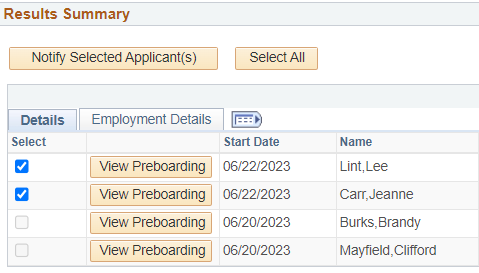 Results Summary
Notify Selected Applicant(s) Select All
Details Employment Details
Select Start Date Name
View Preboarding 06/22/2023 Lint,Lee
View Preboarding 06/22/2023 Carr,Jeanne
View Preboarding 06/20/2023 Burks,Brandy
View Preboarding 06/20/2023 Mayfield,Clifford